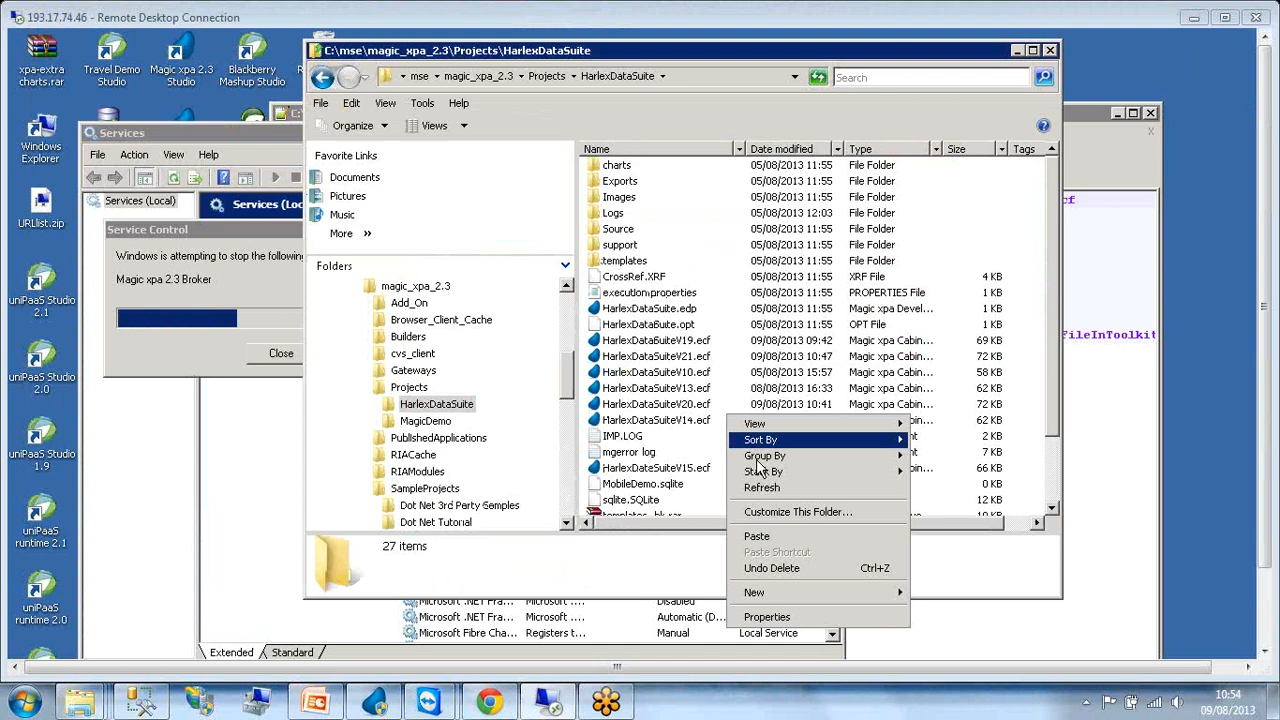 193.17.74.46 - Remote Desktop Connection
xpa-extra charts.rar
Travel Demo Studio
Magic xpa 2.3 Studio
Blackberry Mashup Studio
Windows Explorer
URLlist.zip
uniPaaS Studio 2.1
uniPaaS Studio 2.0
uniPaaS Studio 1.9
uniPaaS runtime 2.1
uniPaaS runtime 2.0
Services
File Action View Help
Services (Local)
Services (Loc
Service Control
Windows is attempting to stop the followin
Magic xpa 2.3 Broker
Close
C:\mse\magic_xpa_2.3\Projects\HarlexDataSuite
mse magic_xpa_2.3 Projects HarlexDataSuite
Search
File Edit View Tools Help
Organize Views
Favorite Links
Documents
Pictures
Music
More »
Folders
magic_xpa_2.3
Add_On
Browser_Client_Cache
Builders
cvs_client
Gateways
Projects
HarlexDataSuite
MagicDemo
PublishedApplications
RIACache
RIAModules
SampleProjects
Dot Net 3rd Party Samples
Dot Net Tutorial
Name Date modified Type Size Tags
charts 05/08/2013 11:55 File Folder
Exports 05/08/2013 11:55 File Folder
Images 05/08/2013 11:55 File Folder
Logs 05/08/2013 12:03 File Folder
Source 05/08/2013 11:55 File Folder
support 05/08/2013 11:55 File Folder
templates 05/08/2013 11:55 File Folder
CrossRef.XRF 05/08/2013 11:55 XRF File 4 KB
execution.properties 05/08/2013 11:55 PROPERTIES File 1 KB
HarlexDataSuite.edp 05/08/2013 11:55 Magic xpa Devel... 1 KB
HarlexDataSuite.opt 05/08/2013 11:55 OPT File 1 KB
HarlexDataSuiteV19.ecf 09/08/2013 09:42 Magic xpa Cabin... 69 KB
HarlexDataSuiteV21.ecf 09/08/2013 10:47 Magic xpa Cabin... 72 KB
HarlexDataSuiteV10.ecf 05/08/2013 15:57 Magic xpa Cabin... 58 KB
HarlexDataSuiteV13.ecf 08/08/2013 16:33 Magic xpa Cabin... 63 KB
HarlexDataSuiteV20.ecf 09/08/2013 10:41 Magic xpa Cabin... 72 KB
HarlexDataSuiteV14.ecf
IMP.LOG
mgerror log
HarlexDataSuiteV15.ecf
MobileDemo.sqlite 0 KB
sqlite.SQLite 1 KB
templates_bk.rar
27 items
View
Sort By
Group By
Stack By
Refresh
Customize This Folder...
Paste
Paste Shortcut
Undo Delete Ctrl+Z
New
Properties
cf
FileInToolkit
Microsoft .NET Fra... Disabled
Microsoft .NET Fra... Microsoft ... Automatic (D...
Microsoft Fibre Cha... Registers t... Manual Local Service
Extended Standard
10:54
09/08/2013